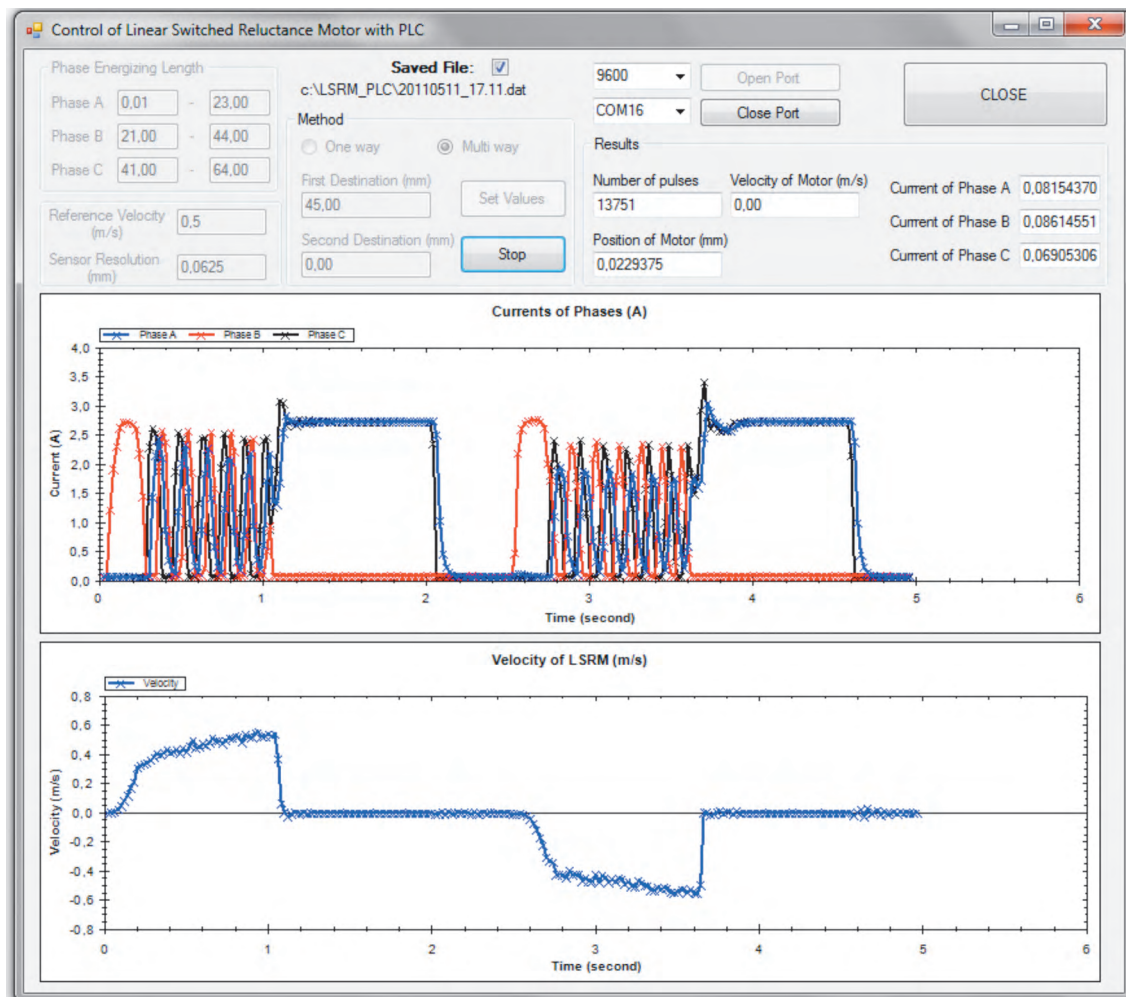 Control of Linear Switched Reluctance Motor with PLC
Phase Energizing Length
Phase A 0,01 - 23,00
Phase B 21,00 - 44,00
Phase C 41,00 - 64,00
Reference Velocity (m/s) 0,5
Sensor Resolution (mm) 0,0625
Saved File:
c:\LSRM_PLC\20110511_17.11.dat
Method
One way Multi way
First Destination (mm)
45,00 Set Values
Second Destination (mm)
0,00 Stop
9600 Open Port
COM16 Close Port
CLOSE
Results
Number of pulses Velocity of Motor (m/s)
13751 0,00
Position of Motor (mm)
0,0229375
Current of Phase A 0,08154370
Current of Phase B 0,08614551
Current of Phase C 0,06905306
Currents of Phases (A)
Phase A Phase B Phase C
4,0
3,5
3,0
2,5
2,0
1,5
1,0
0,5
0,0
Current (A)
0 1 2 3 4 5 6
Time (second)
Velocity of LSRM (m/s)
Velocity
0,8
0,6
0,4
0,2
0,0
-0,2
-0,4
-0,6
-0,8
Velocity (m/s)
0 1 2 3 4 5 6
Time (second)